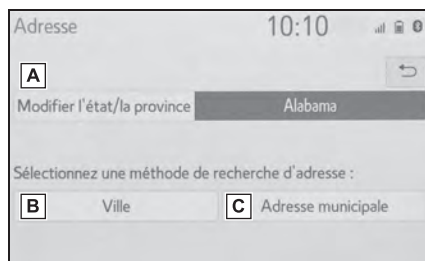 Adresse 10:10
A
Modifier l'état/la province Alabama
Sélectionnez une méthode de recherche d'adresse :
B Ville C Adresse municipale